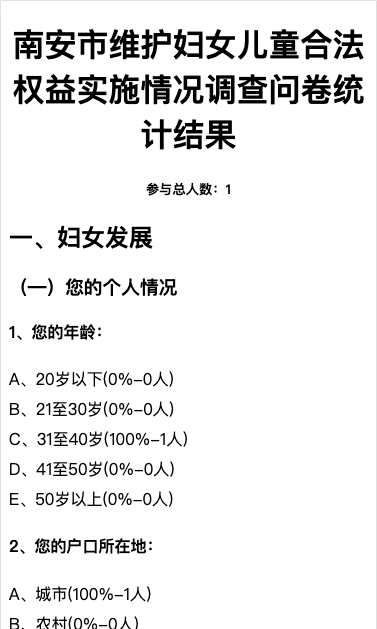 南安市维护妇女儿童合法
权益实施情况调查问卷统
计结果
参与总人数：1
一、妇女发展
（一）您的个人情况
1、您的年龄：
A、20岁以下(0%-0人)
B、21至30岁(0%-0人)
C、31至40岁(100%-1人)
D、41至50岁(0%-0人)
E、50岁以上(0%-0人)
2、您的户口所在地：
A、城市(100%-1人)
B、农村(0%-0人)